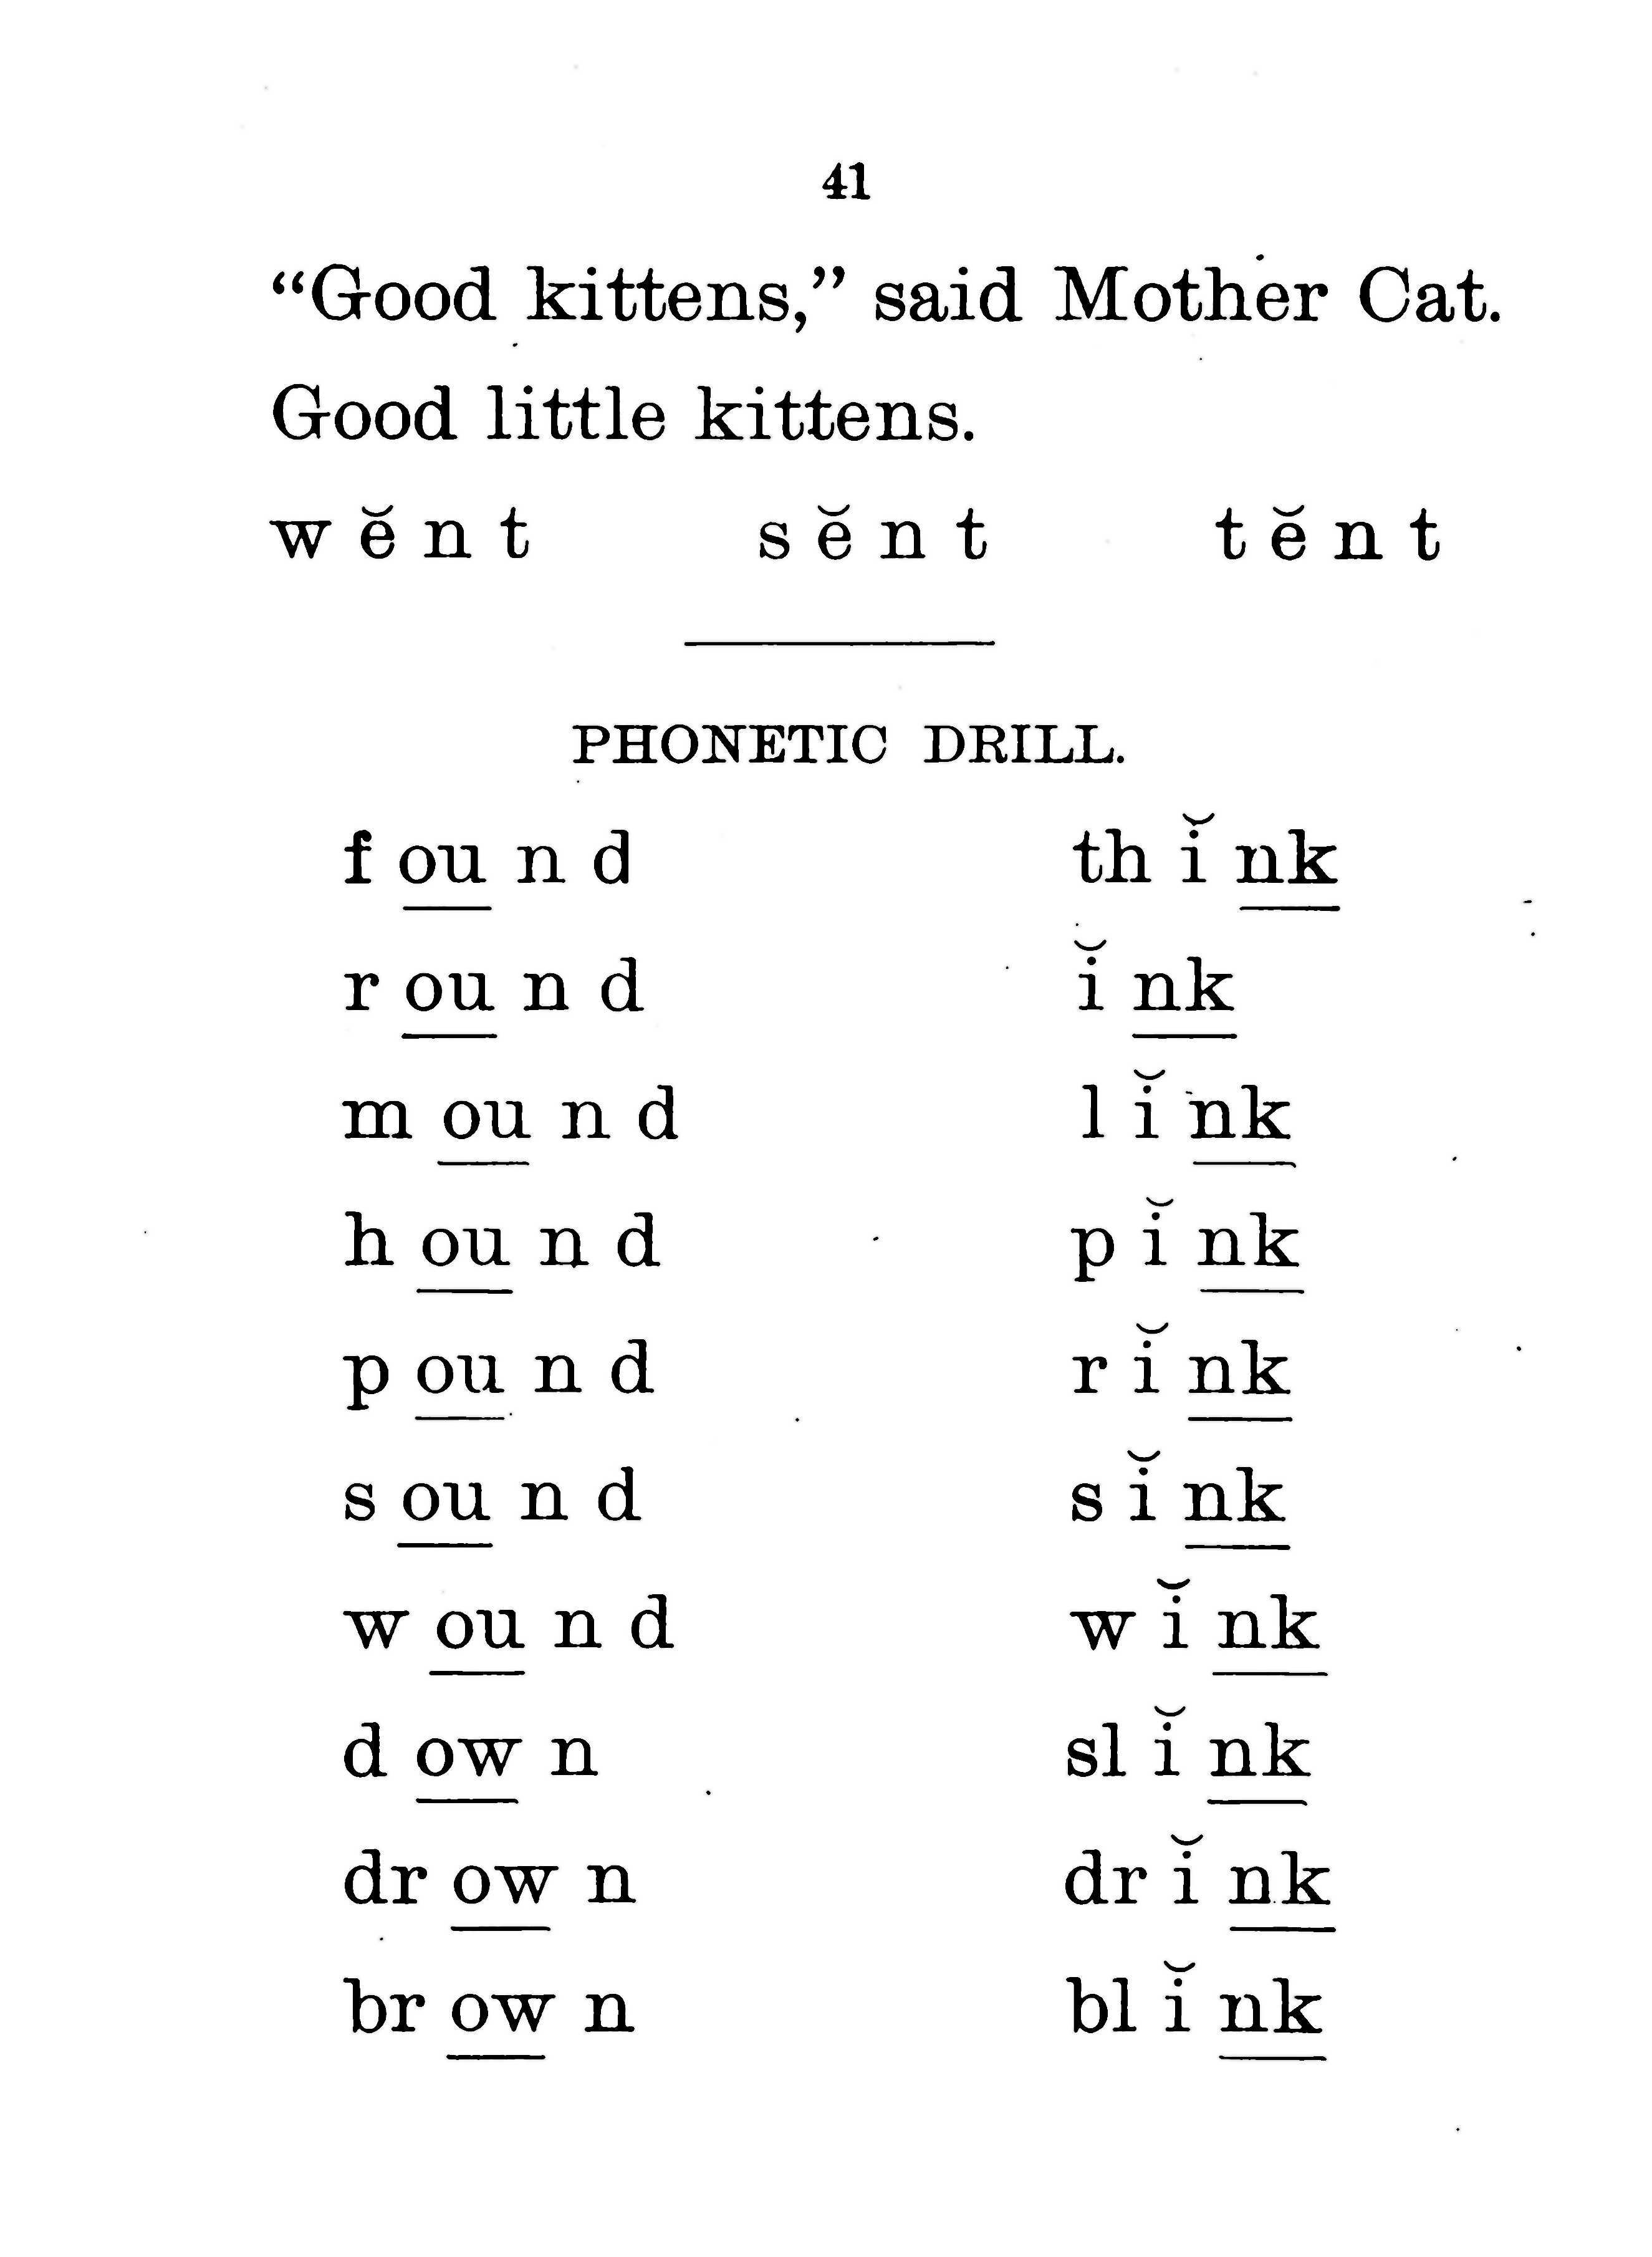 41
“Good kittens,” said Mother Cat.
Good little kittens.
w ĕ n t s ĕ n t t ĕ n t
PHONETIC DRILL.
f ou n d th ĭ nk
r ou n d ĭ nk
m ou n d l ĭ nk
h ou n d p ĭ nk
p ou n d r ĭ nk
s ou n d s ĭ nk
w ou n d w ĭ nk
d ow n sl ĭ nk
dr ow n dr ĭ nk
br ow n bl ĭ nk